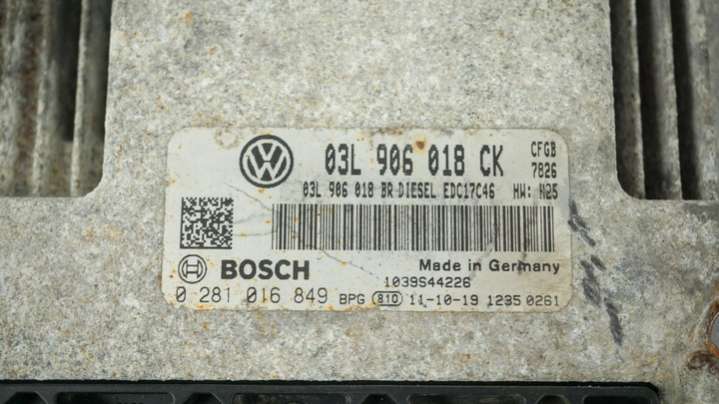 03L 906 018 CK CFGB
7826
03L 906 018 BR DIESEL EDC17C46 HW: H25
BOSCH Made in Germany
1039S44226
0 281 016 849 BPG 810 11-10-19 1235 0261